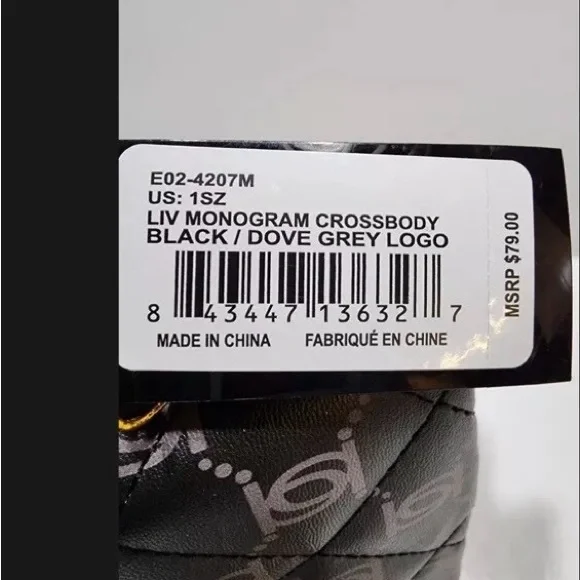 E02-4207M
US: 1SZ
LIV MONOGRAM CROSSBODY
BLACK / DOVE GREY LOGO
MSRP $79.00
8 43447 13632 7
MADE IN CHINA FABRIQUÉ EN CHINE